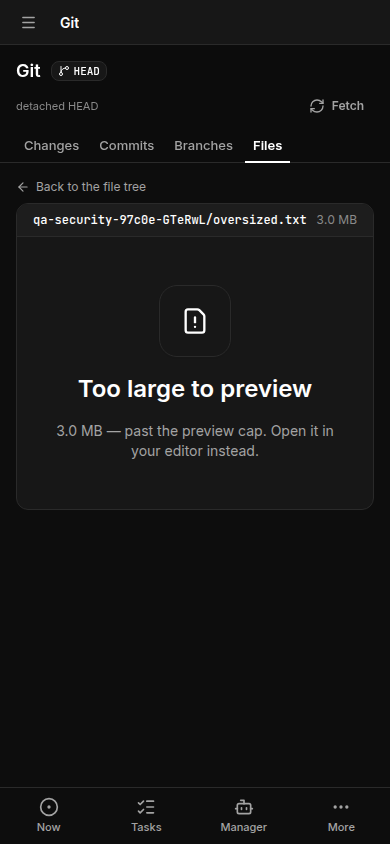 Git
Git HEAD
detached HEAD
Fetch
Changes Commits Branches Files
Back to the file tree
qa-security-97c0e-GTeRwL/oversized.txt 3.0 MB
Too large to preview
3.0 MB — past the preview cap. Open it in
your editor instead.
Now Tasks Manager More